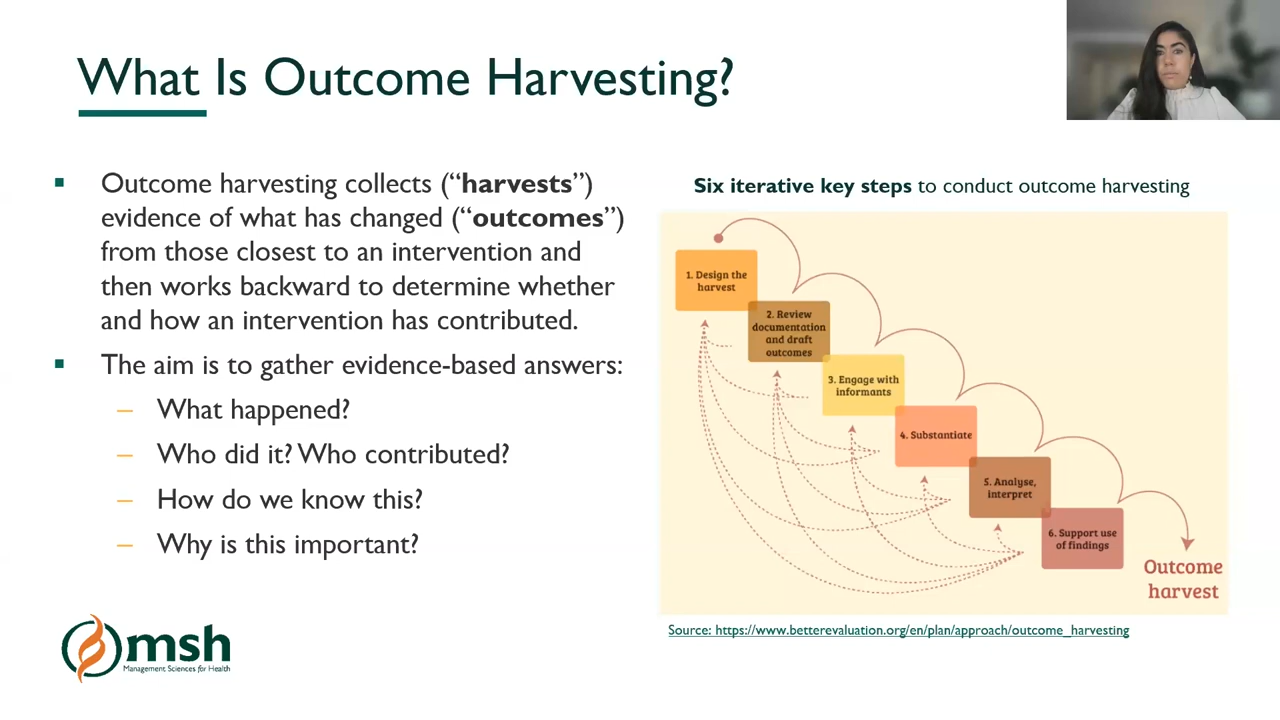 What Is Outcome Harvesting?
▪ Outcome harvesting collects (“harvests”)
evidence of what has changed (“outcomes”)
from those closest to an intervention and
then works backward to determine whether
and how an intervention has contributed.
▪ The aim is to gather evidence-based answers:
– What happened?
– Who did it? Who contributed?
– How do we know this?
– Why is this important?
msh
Management Sciences for Health
Six iterative key steps to conduct outcome harvesting
1. Design the
harvest
2. Review
documentation
and draft
outcomes
3. Engage with
informants
4. Substantiate
5. Analyse,
interpret
6. Support use
of findings
Outcome
harvest
Source: https://www.betterevaluation.org/en/plan/approach/outcome_harvesting